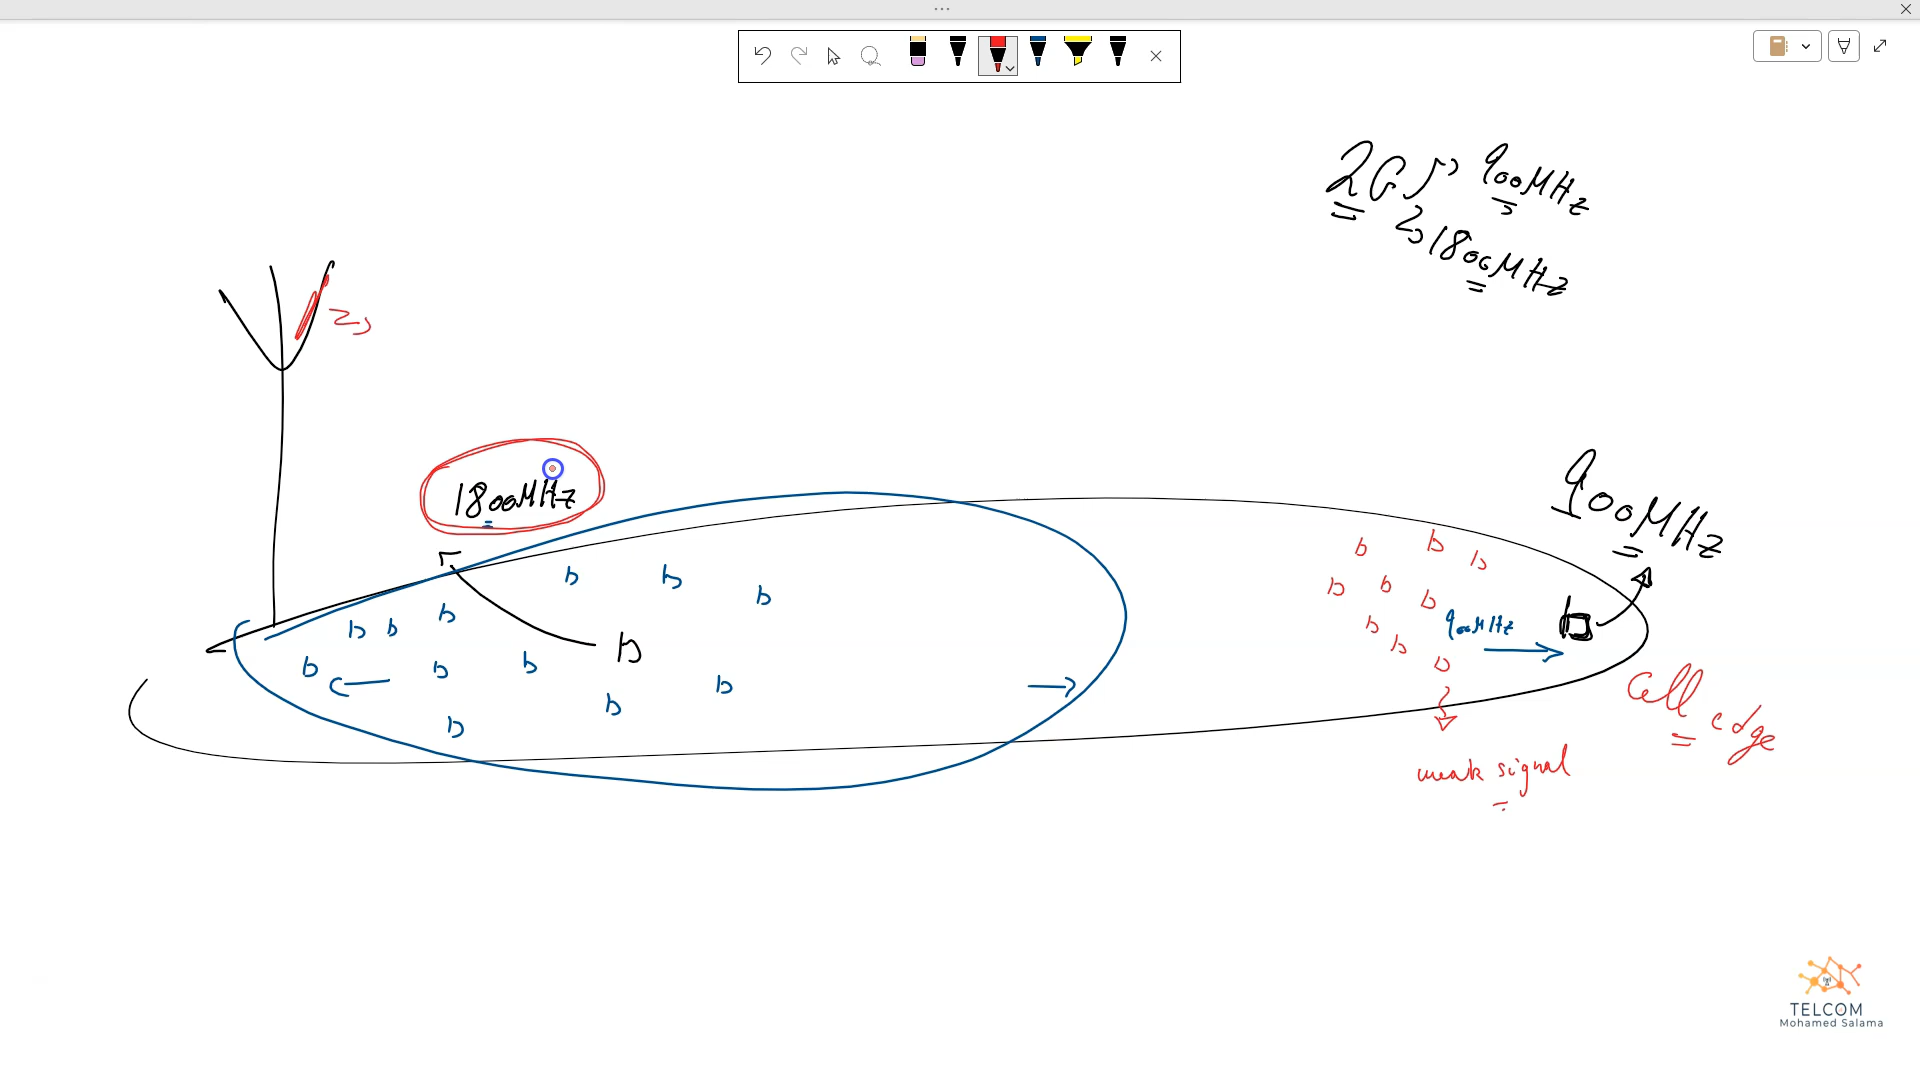 2G 900MHz
1800MHz
1800MHz
900MHz
900MHz
cell edge
weak signal
TELCOM
Mohamed Salama